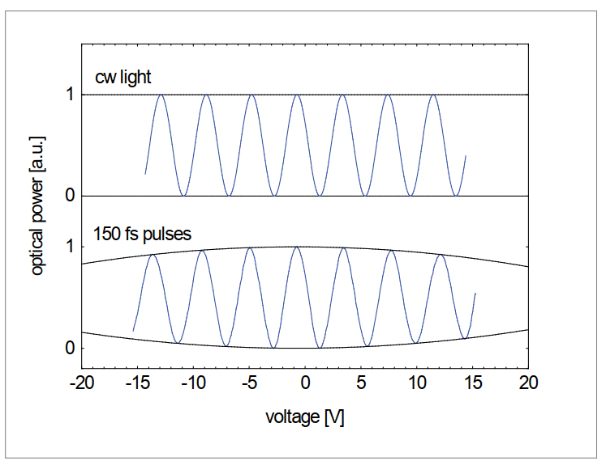 cw light
1
0
150 fs pulses
1
0
optical power [a.u.]
-20 -15 -10 -5 0 5 10 15 20
voltage [V]